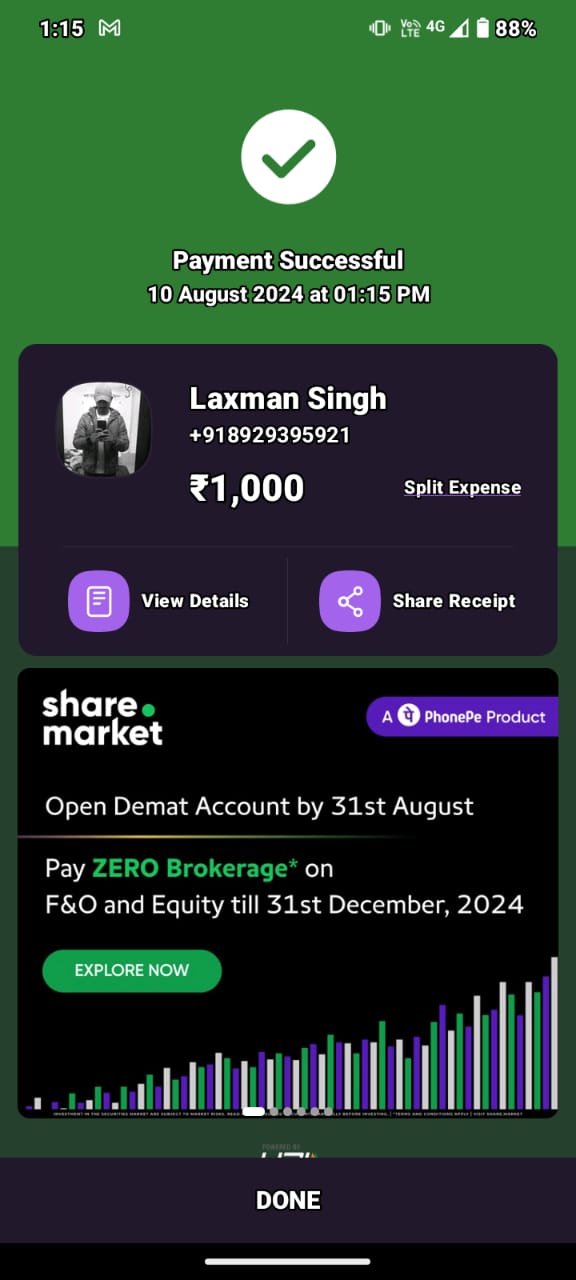 1:15
Vo))
LTE
4G
88%
Payment Successful
10 August 2024 at 01:15 PM
Laxman Singh
+918929395921
₹1,000
Split Expense
View Details
Share Receipt
share.
market
A पे PhonePe Product
Open Demat Account by 31st August
Pay ZERO Brokerage* on
F&O and Equity till 31st December, 2024
EXPLORE NOW
INVESTMENT IN THE SECURITIES MARKET ARE SUBJECT TO MARKET RISKS, READ BEFORE INVESTING. | *TERMS AND CONDITIONS APPLY | VISIT SHARE.MARKET
POWERED BY
DONE